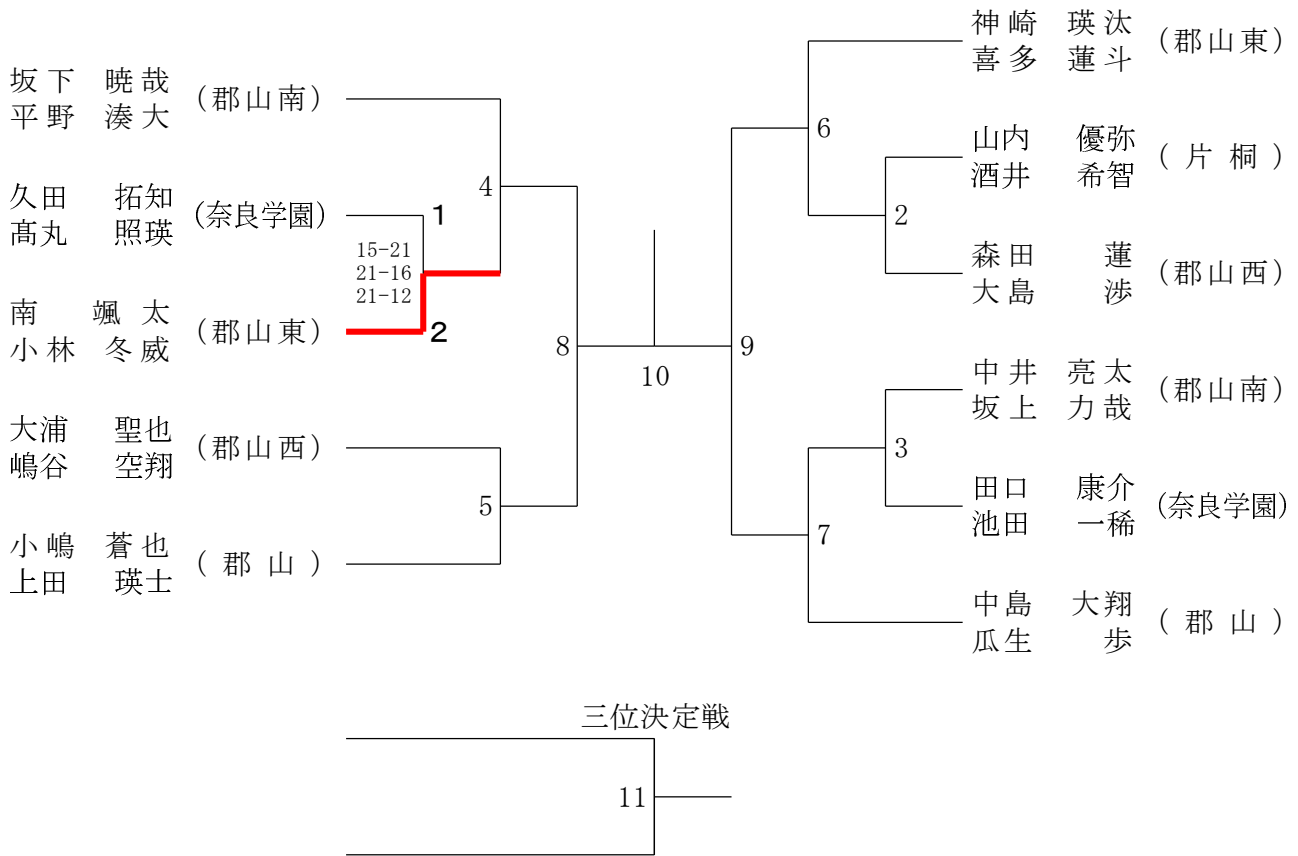 坂下 暁哉
平野 湊大
(郡山南)
久田 拓知
髙丸 照瑛
(奈良学園)
南 颯太
小林 冬威
(郡山東)
大浦 聖也
嶋谷 空翔
(郡山西)
小嶋 蒼也
上田 瑛士
(郡山)
1
15-21
21-16
21-12
2
4
5
8
10
9
6
2
3
7
神崎 瑛汰
喜多 蓮斗
(郡山東)
山内 優弥
酒井 希智
(片桐)
森田 蓮
大島 渉
(郡山西)
中井 亮太
坂上 力哉
(郡山南)
田口 康介
池田 一稀
(奈良学園)
中島 大翔
瓜生 歩
(郡山)
三位決定戦
11